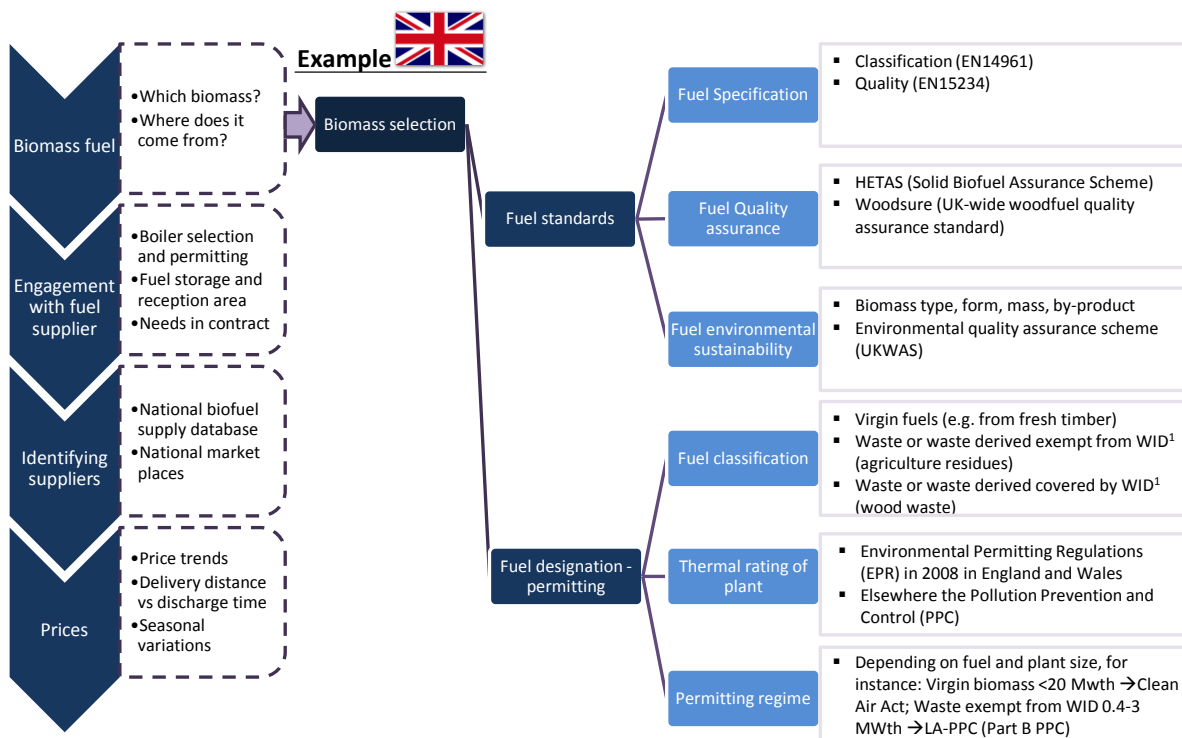 Example
Biomass fuel
•Which biomass?
•Where does it
come from?
Engagement
with fuel
supplier
•Boiler selection
and permitting
•Fuel storage and
reception area
•Needs in contract
Identifying
suppliers
•National biofuel
supply database
•National market
places
Prices
•Price trends
•Delivery distance
vs discharge time
•Seasonal
variations
Biomass selection
Fuel standards
Fuel Specification
▪ Classification (EN14961)
▪ Quality (EN15234)
Fuel Quality
assurance
▪ HETAS (Solid Biofuel Assurance Scheme)
▪ Woodsure (UK-wide woodfuel quality
assurance standard)
Fuel environmental
sustainability
▪ Biomass type, form, mass, by-product
▪ Environmental quality assurance scheme
(UKWAS)
Fuel designation -
permitting
Fuel classification
▪ Virgin fuels (e.g. from fresh timber)
▪ Waste or waste derived exempt from WID¹
(agriculture residues)
▪ Waste or waste derived covered by WID¹
(wood waste)
Thermal rating of
plant
▪ Environmental Permitting Regulations
(EPR) in 2008 in England and Wales
▪ Elsewhere the Pollution Prevention and
Control (PPC)
Permitting regime
▪ Depending on fuel and plant size, for
instance: Virgin biomass <20 Mwth →Clean
Air Act; Waste exempt from WID 0.4-3
MWth →LA-PPC (Part B PPC)